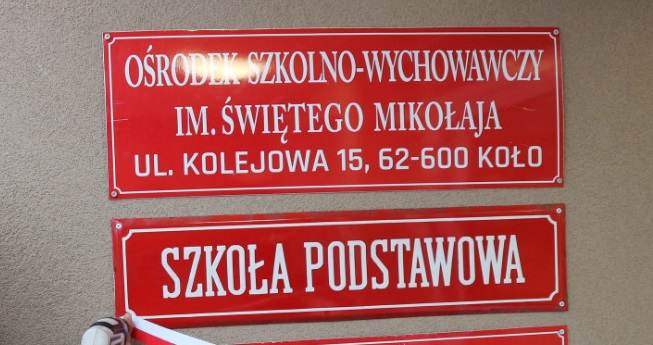 OŚRODEK SZKOLNO-WYCHOWAWCZY
IM. ŚWIĘTEGO MIKOŁAJA
UL. KOLEJOWA 15, 62-600 KOŁO
SZKOŁA PODSTAWOWA